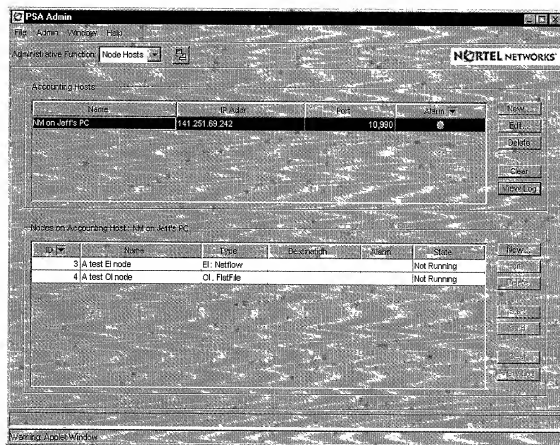 PSA Admin
File Admin Window Help
Administrative Function: Node Hosts
NORTEL NETWORKS
Accounting Hosts
Name IP Addr Port Alarm
NM on Jeff's PC 141.251.69.242 10,990
New...
Edit...
Delete
Clear
View Log
Nodes on Accounting Host: NM on Jeff's PC
ID Name Type Destination Alarm State
3 A test EI node EI: Netflow Not Running
4 A test OI node OI, FlatFile Not Running
New...
Warning: Applet Window